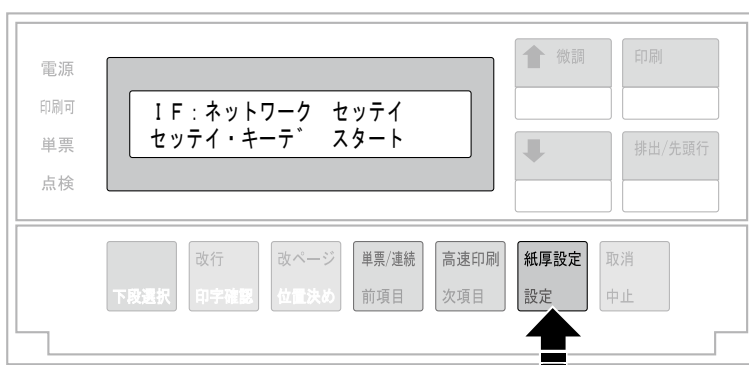 電源
印刷可
単票
点検
IF:ネットワーク セッテイ
セッテイ・キーデ゛ スタート
微調
印刷
排出/先頭行
改行
改ページ
単票/連続
高速印刷
紙厚設定
取消
下段選択
印字確認
位置決め
前項目
次項目
設定
中止